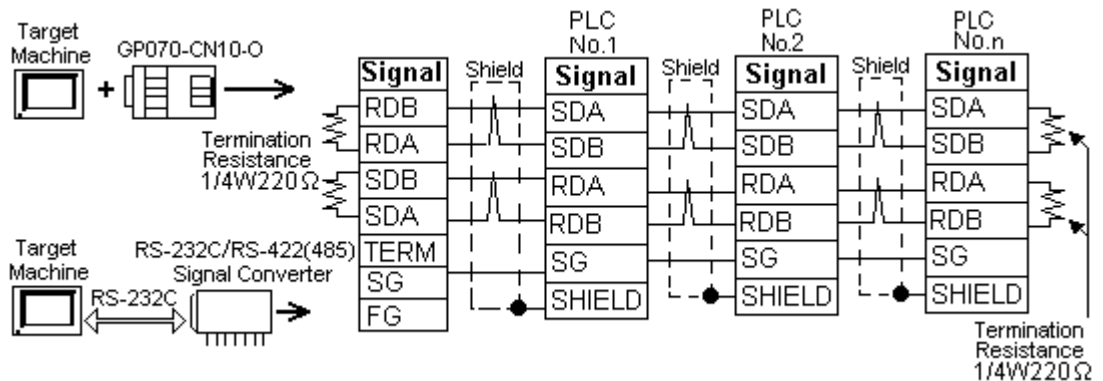 Target
Machine
GP070-CN10-O
+
Termination
Resistance
1/4W220Ω
Target
Machine
RS-232C
RS-232C/RS-422(485)
Signal Converter
Signal
RDB
RDA
SDB
SDA
TERM
SG
FG
Shield
PLC
No.1
Signal
SDA
SDB
RDA
RDB
SG
SHIELD
Shield
PLC
No.2
Signal
SDA
SDB
RDA
RDB
SG
SHIELD
Shield
PLC
No.n
Signal
SDA
SDB
RDA
RDB
SG
SHIELD
Termination
Resistance
1/4W220Ω